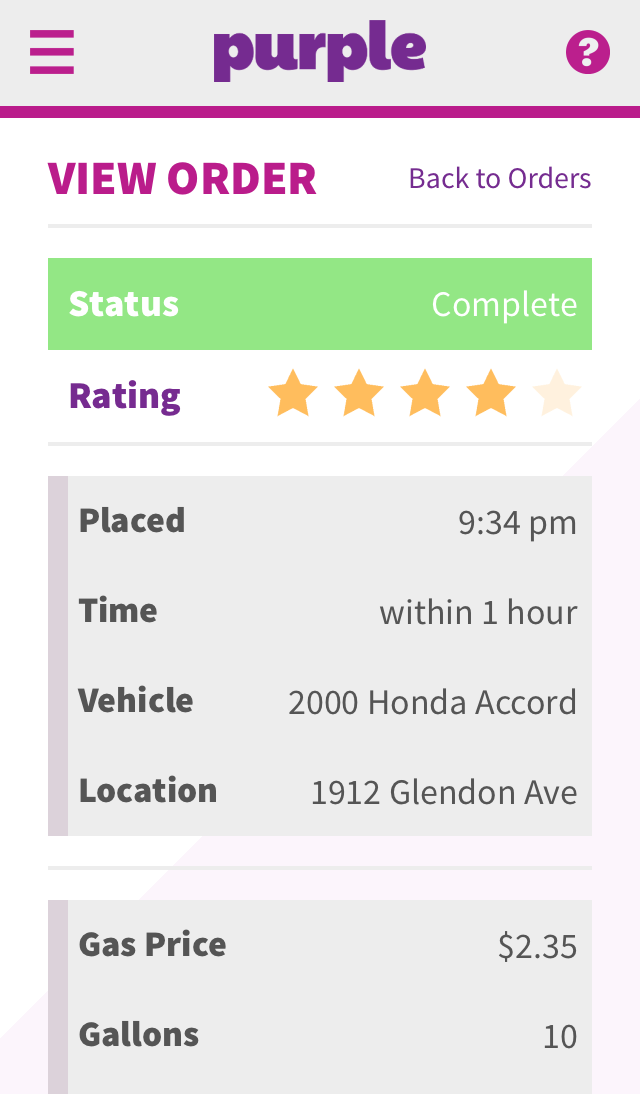 purple
?
VIEW ORDER Back to Orders
Status Complete
Rating
Placed 9:34 pm
Time within 1 hour
Vehicle 2000 Honda Accord
Location 1912 Glendon Ave
Gas Price $2.35
Gallons 10